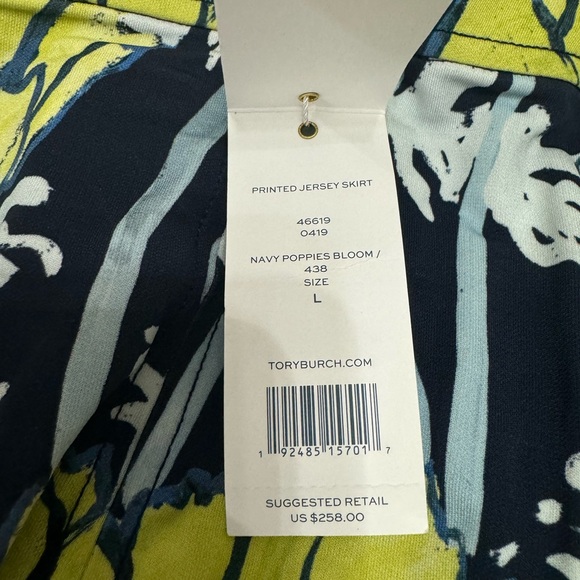 PRINTED JERSEY SKIRT
46619
0419
NAVY POPPIES BLOOM /
438
SIZE
L
TORYBURCH.COM
1 92485 15701 7
SUGGESTED RETAIL
US $258.00